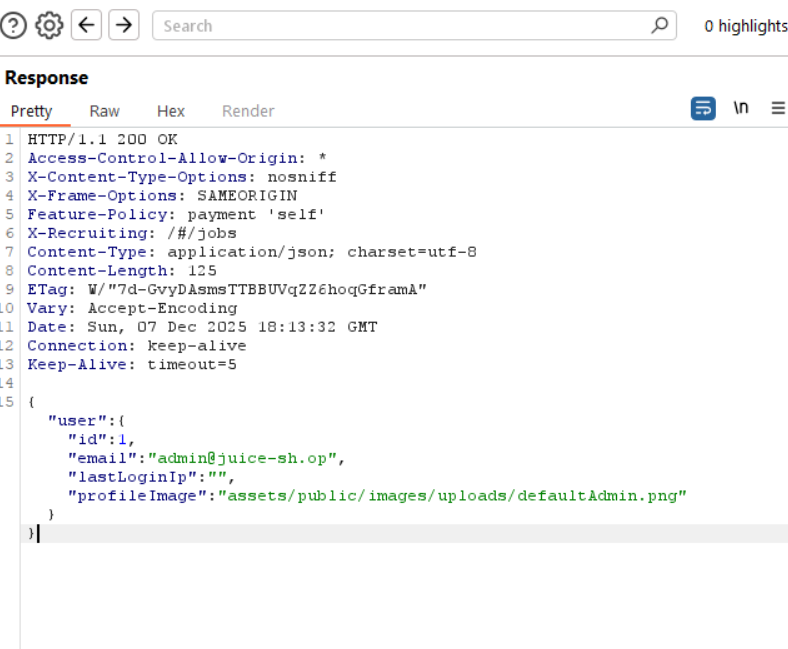 Search
0 highlights
Response
Pretty Raw Hex Render \n
1 HTTP/1.1 200 OK
2 Access-Control-Allow-Origin: *
3 X-Content-Type-Options: nosniff
4 X-Frame-Options: SAMEORIGIN
5 Feature-Policy: payment 'self'
6 X-Recruiting: /#/jobs
7 Content-Type: application/json; charset=utf-8
8 Content-Length: 125
9 ETag: W/"7d-GvyDAsmsTTBBUVqZZ6hoqGframA"
10 Vary: Accept-Encoding
11 Date: Sun, 07 Dec 2025 18:13:32 GMT
12 Connection: keep-alive
13 Keep-Alive: timeout=5
14
15 {
"user":{
"id":1,
"email":"admin@juice-sh.op",
"lastLoginIp":"",
"profileImage":"assets/public/images/uploads/defaultAdmin.png"
}
}